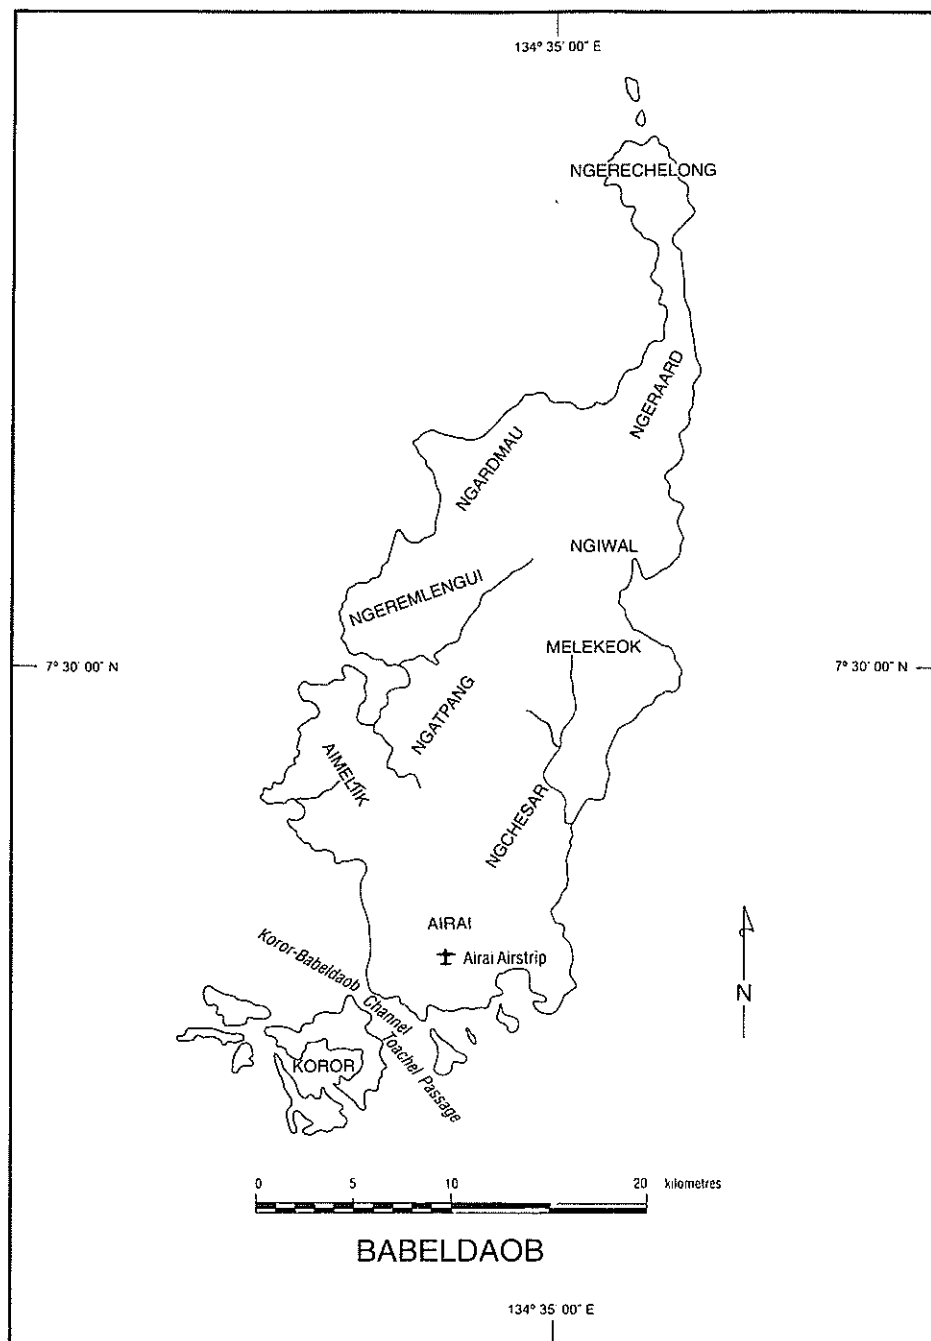 134° 35' 00" E
NGERECHELONG
NGERAARD
NGARDMAU
NGIWAL
NGEREMLENGUI
MELEKEOK
7° 30' 00" N
7° 30' 00" N
NGATPANG
AIMELIIK
NGCHESAR
AIRAI
Airai Airstrip
Koror-Babeldaob Channel
Toachel Passage
N
KOROR
0 5 10 20 kilometres
BABELDAOB
134° 35' 00" E